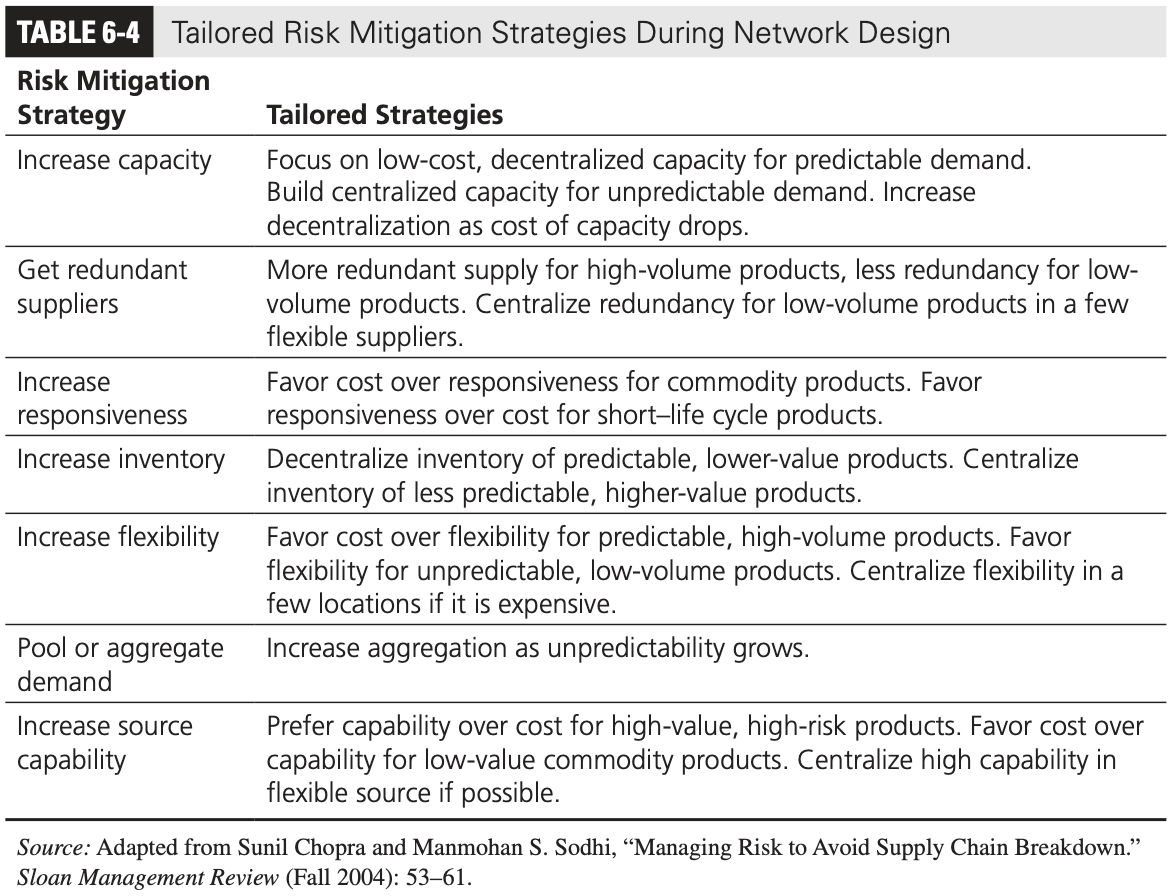 TABLE 6-4 Tailored Risk Mitigation Strategies During Network Design
Risk Mitigation
Strategy Tailored Strategies
Increase capacity Focus on low-cost, decentralized capacity for predictable demand.
Build centralized capacity for unpredictable demand. Increase
decentralization as cost of capacity drops.
Get redundant More redundant supply for high-volume products, less redundancy for low-
suppliers volume products. Centralize redundancy for low-volume products in a few
flexible suppliers.
Increase Favor cost over responsiveness for commodity products. Favor
responsiveness responsiveness over cost for short–life cycle products.
Increase inventory Decentralize inventory of predictable, lower-value products. Centralize
inventory of less predictable, higher-value products.
Increase flexibility Favor cost over flexibility for predictable, high-volume products. Favor
flexibility for unpredictable, low-volume products. Centralize flexibility in a
few locations if it is expensive.
Pool or aggregate Increase aggregation as unpredictability grows.
demand
Increase source Prefer capability over cost for high-value, high-risk products. Favor cost over
capability capability for low-value commodity products. Centralize high capability in
flexible source if possible.
Source: Adapted from Sunil Chopra and Manmohan S. Sodhi, “Managing Risk to Avoid Supply Chain Breakdown.”
Sloan Management Review (Fall 2004): 53–61.